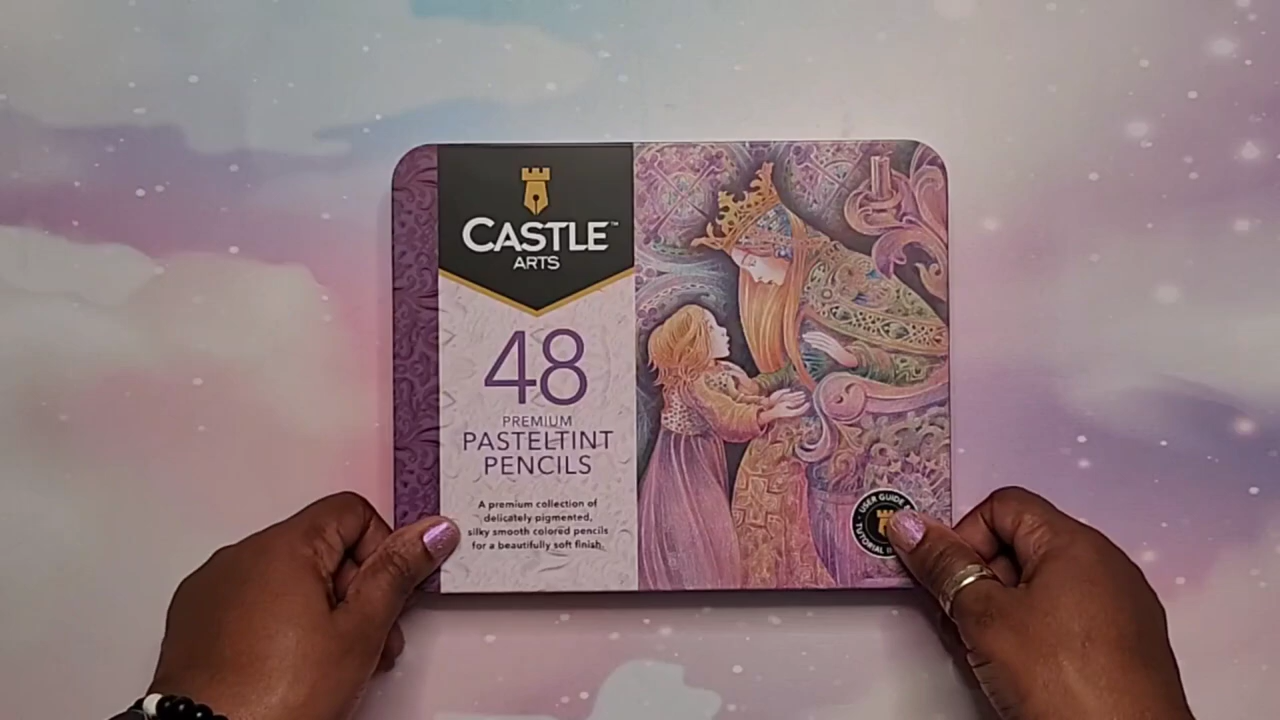 CASTLE™
ARTS
48
PREMIUM
PASTELTINT
PENCILS
A premium collection of
delicately pigmented,
silky smooth colored pencils
for a beautifully soft finish.
USER GUIDE
TUTORIAL